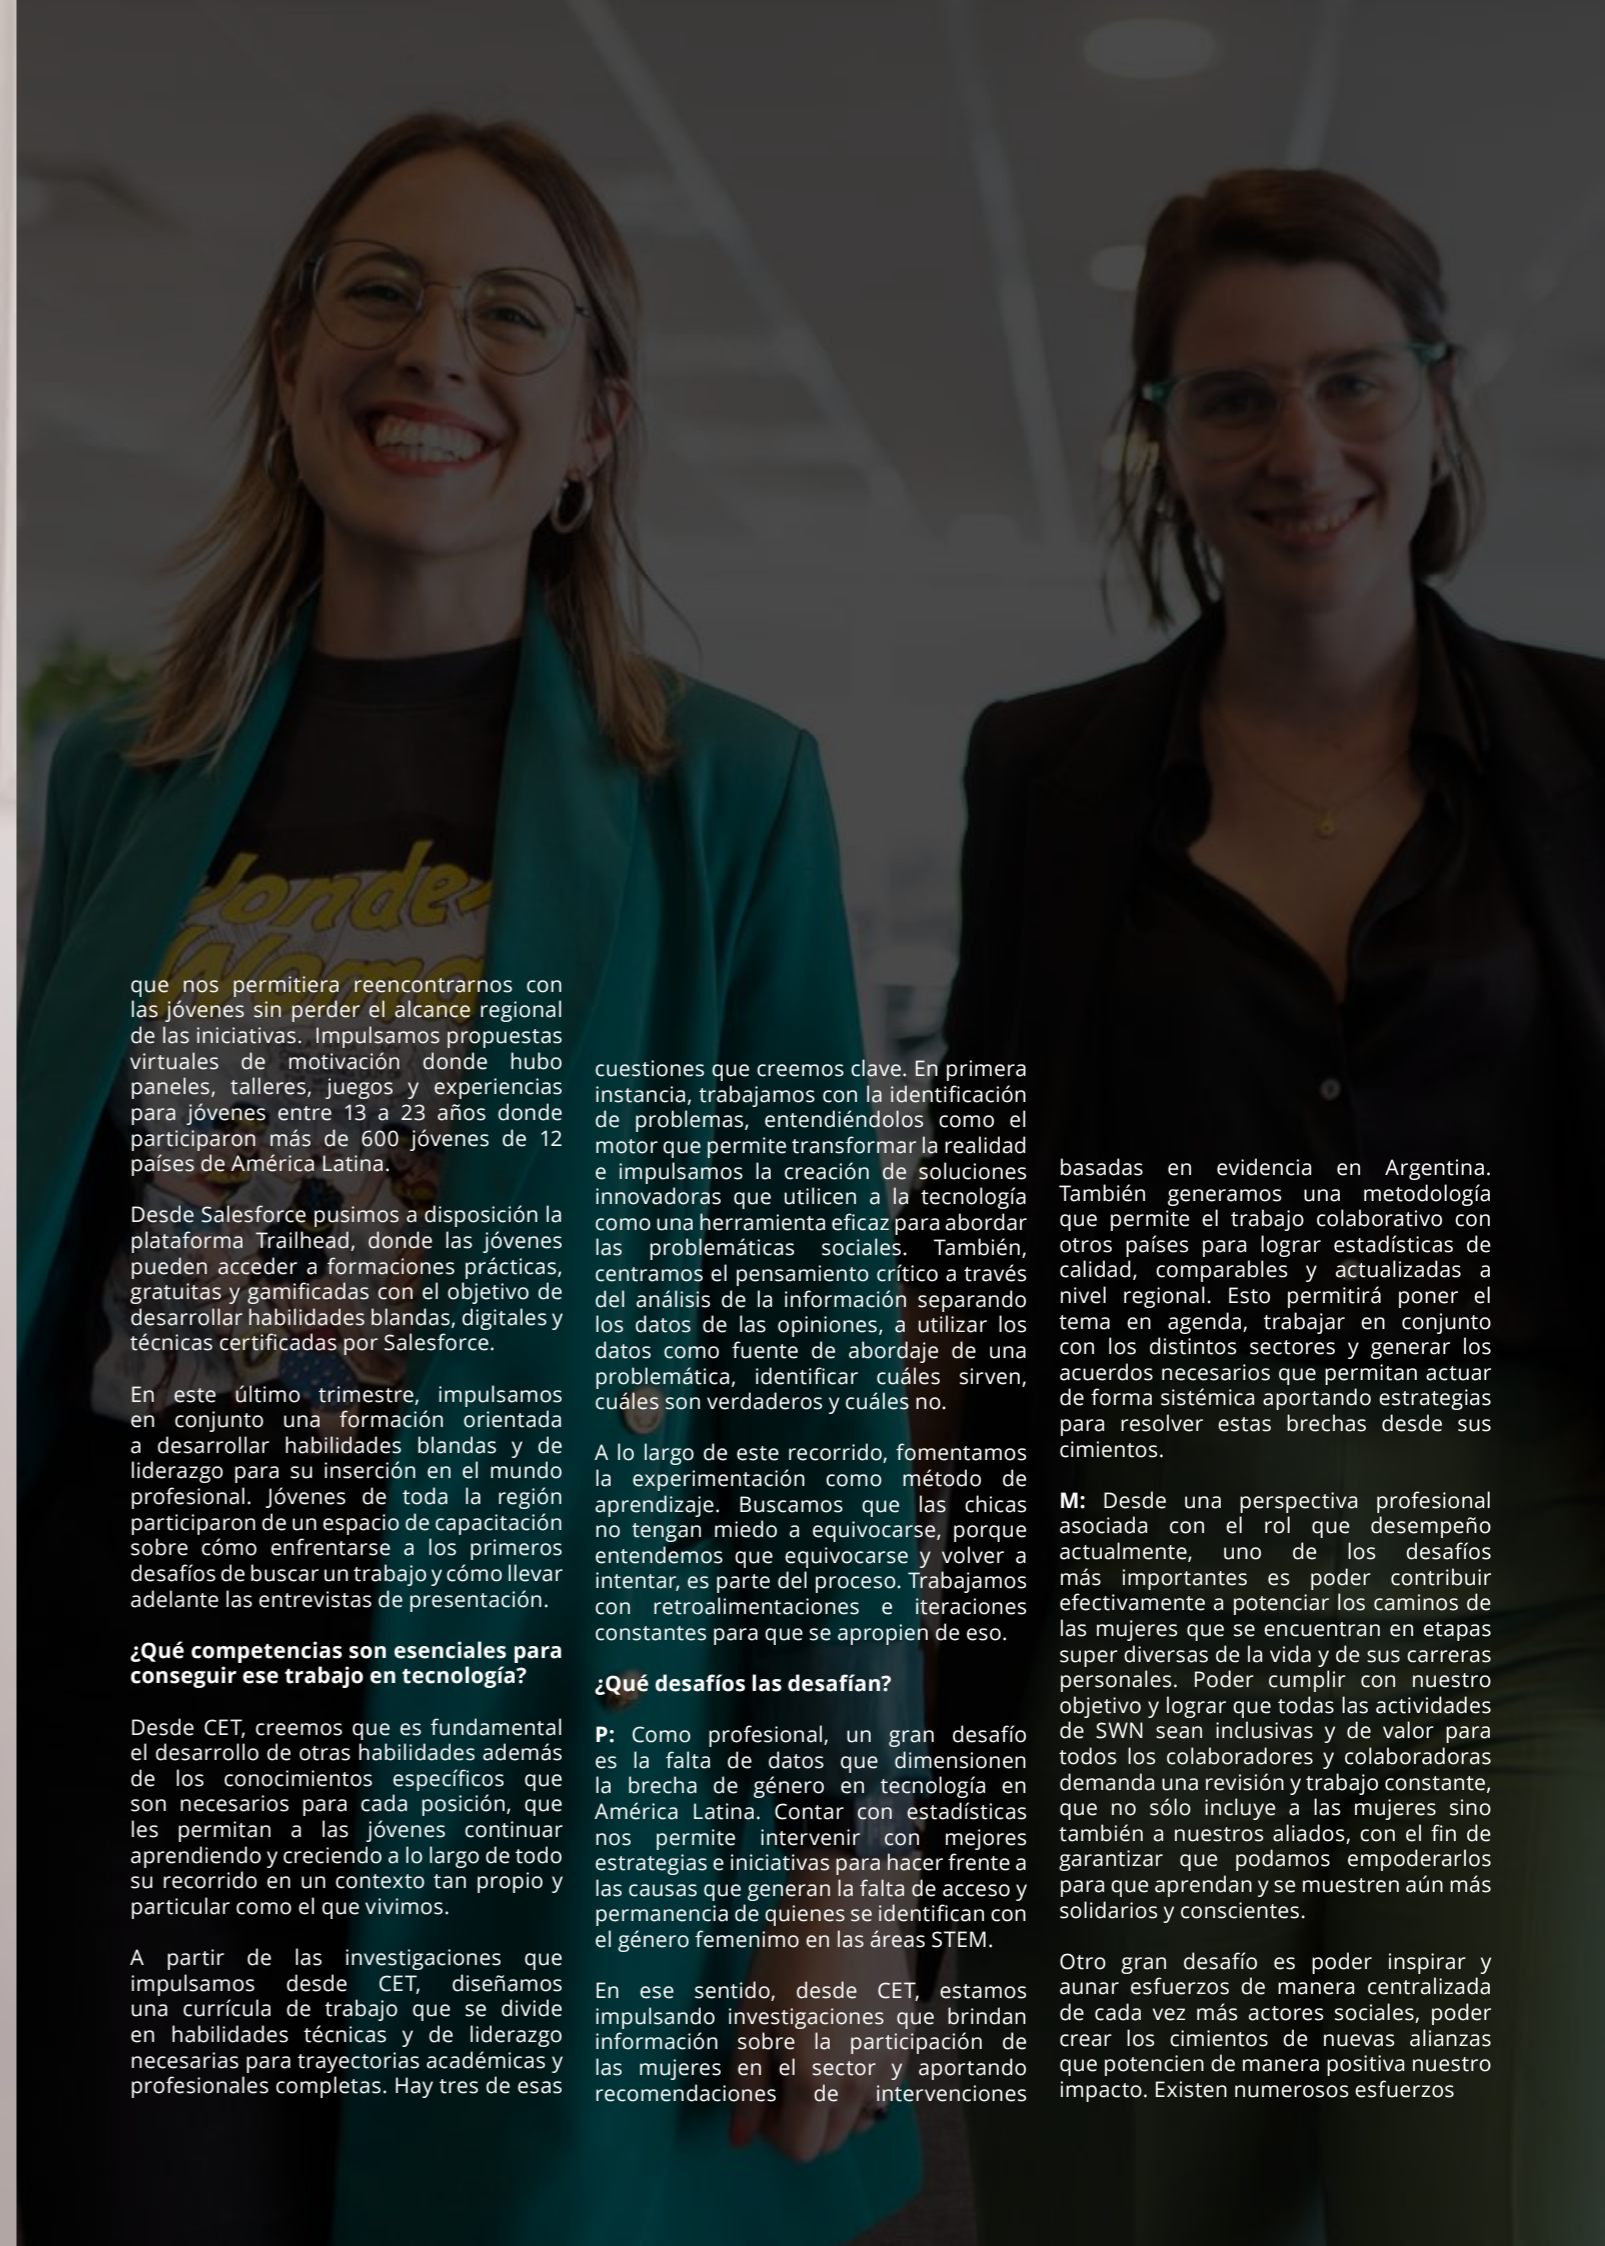 Wonde
Woma
que nos permitiera reencontrarnos con
las jóvenes sin perder el alcance regional
de las iniciativas. Impulsamos propuestas
virtuales de motivación donde hubo
paneles, talleres, juegos y experiencias
para jóvenes entre 13 a 23 años donde
participaron más de 600 jóvenes de 12
países de América Latina.
Desde Salesforce pusimos a disposición la
plataforma Trailhead, donde las jóvenes
pueden acceder a formaciones prácticas,
gratuitas y gamificadas con el objetivo de
desarrollar habilidades blandas, digitales y
técnicas certificadas por Salesforce.
En este último trimestre, impulsamos
en conjunto una formación orientada
a desarrollar habilidades blandas y de
liderazgo para su inserción en el mundo
profesional. Jóvenes de toda la región
participaron de un espacio de capacitación
sobre cómo enfrentarse a los primeros
desafíos de buscar un trabajo y cómo llevar
adelante las entrevistas de presentación.
¿Qué competencias son esenciales para
conseguir ese trabajo en tecnología?
Desde CET, creemos que es fundamental
el desarrollo de otras habilidades además
de los conocimientos específicos que
son necesarios para cada posición, que
les permitan a las jóvenes continuar
aprendiendo y creciendo a lo largo de todo
su recorrido en un contexto tan propio y
particular como el que vivimos.
A partir de las investigaciones que
impulsamos desde CET, diseñamos
una currícula de trabajo que se divide
en habilidades técnicas y de liderazgo
necesarias para trayectorias académicas y
profesionales completas. Hay tres de esas
cuestiones que creemos clave. En primera
instancia, trabajamos con la identificación
de problemas, entendiéndolos como el
motor que permite transformar la realidad
e impulsamos la creación de soluciones
innovadoras que utilicen a la tecnología
como una herramienta eficaz para abordar
las problemáticas sociales. También,
centramos el pensamiento crítico a través
del análisis de la información separando
los datos de las opiniones, a utilizar los
datos como fuente de abordaje de una
problemática, identificar cuáles sirven,
cuáles son verdaderos y cuáles no.
A lo largo de este recorrido, fomentamos
la experimentación como método de
aprendizaje. Buscamos que las chicas
no tengan miedo a equivocarse, porque
entendemos que equivocarse y volver a
intentar, es parte del proceso. Trabajamos
con retroalimentaciones e iteraciones
constantes para que se apropien de eso.
¿Qué desafíos las desafían?
P: Como profesional, un gran desafío
es la falta de datos que dimensionen
la brecha de género en tecnología en
América Latina. Contar con estadísticas
nos permite intervenir con mejores
estrategias e iniciativas para hacer frente a
las causas que generan la falta de acceso y
permanencia de quienes se identifican con
el género femenimo en las áreas STEM.
En ese sentido, desde CET, estamos
impulsando investigaciones que brindan
información sobre la participación de
las mujeres en el sector y aportando
recomendaciones de intervenciones
basadas en evidencia en Argentina.
También generamos una metodología
que permite el trabajo colaborativo con
otros países para lograr estadísticas de
calidad, comparables y actualizadas a
nivel regional. Esto permitirá poner el
tema en agenda, trabajar en conjunto
con los distintos sectores y generar los
acuerdos necesarios que permitan actuar
de forma sistémica aportando estrategias
para resolver estas brechas desde sus
cimientos.
M: Desde una perspectiva profesional
asociada con el rol que desempeño
actualmente, uno de los desafíos
más importantes es poder contribuir
efectivamente a potenciar los caminos de
las mujeres que se encuentran en etapas
super diversas de la vida y de sus carreras
personales. Poder cumplir con nuestro
objetivo y lograr que todas las actividades
de SWN sean inclusivas y de valor para
todos los colaboradores y colaboradoras
demanda una revisión y trabajo constante,
que no sólo incluye a las mujeres sino
también a nuestros aliados, con el fin de
garantizar que podamos empoderarlos
para que aprendan y se muestren aún más
solidarios y conscientes.
Otro gran desafío es poder inspirar y
aunar esfuerzos de manera centralizada
de cada vez más actores sociales, poder
crear los cimientos de nuevas alianzas
que potencien de manera positiva nuestro
impacto. Existen numerosos esfuerzos